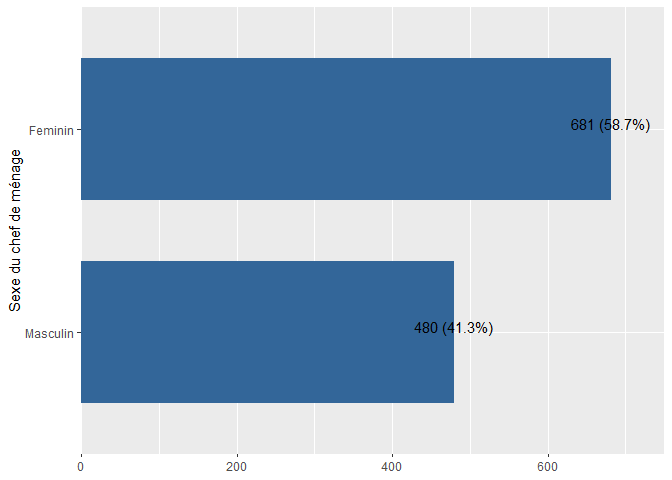 Sexe du chef de ménage
Feminin
681 (58.7%)
Masculin
480 (41.3%)
0 200 400 600